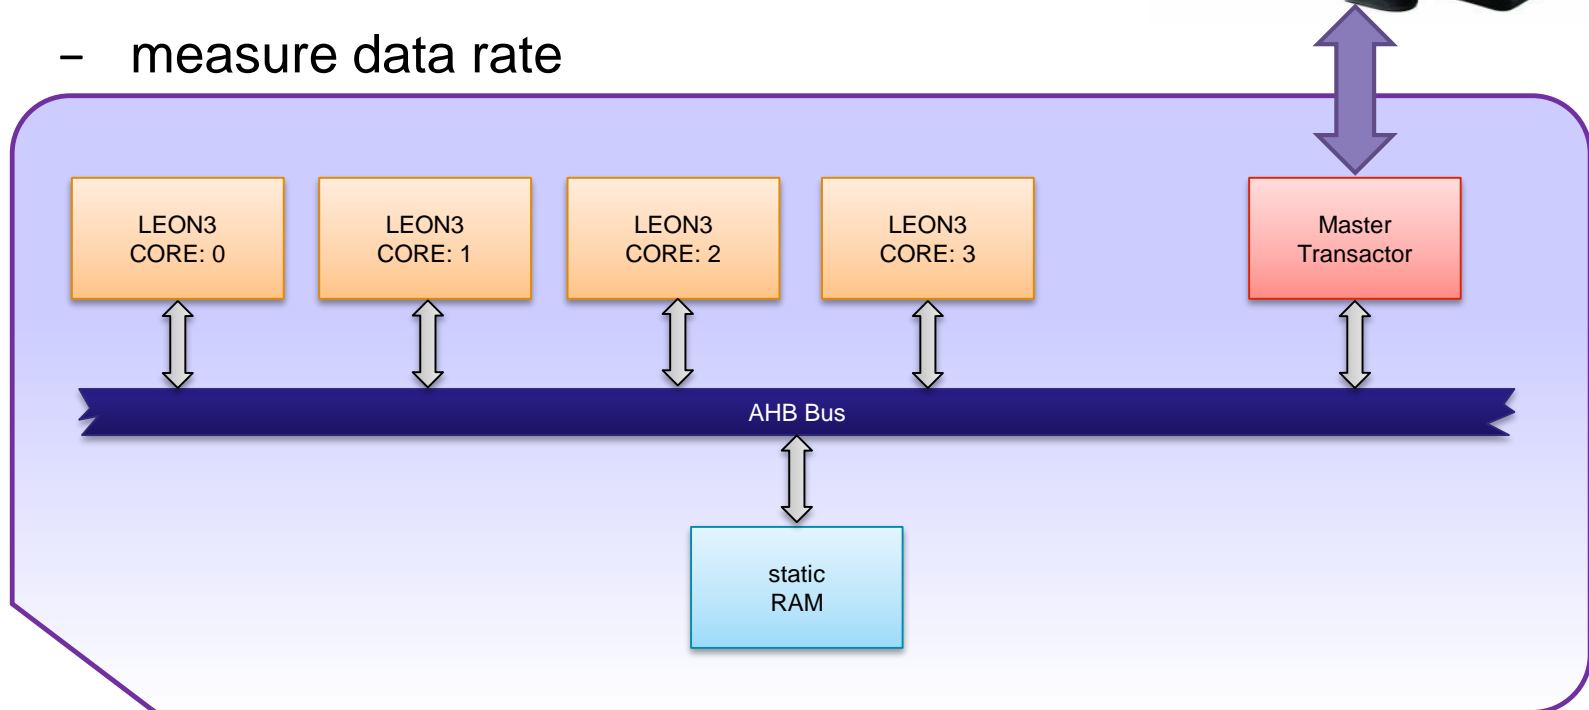 – measure data rate
LEON3
CORE: 0
LEON3
CORE: 1
LEON3
CORE: 2
LEON3
CORE: 3
Master
Transactor
AHB Bus
static
RAM